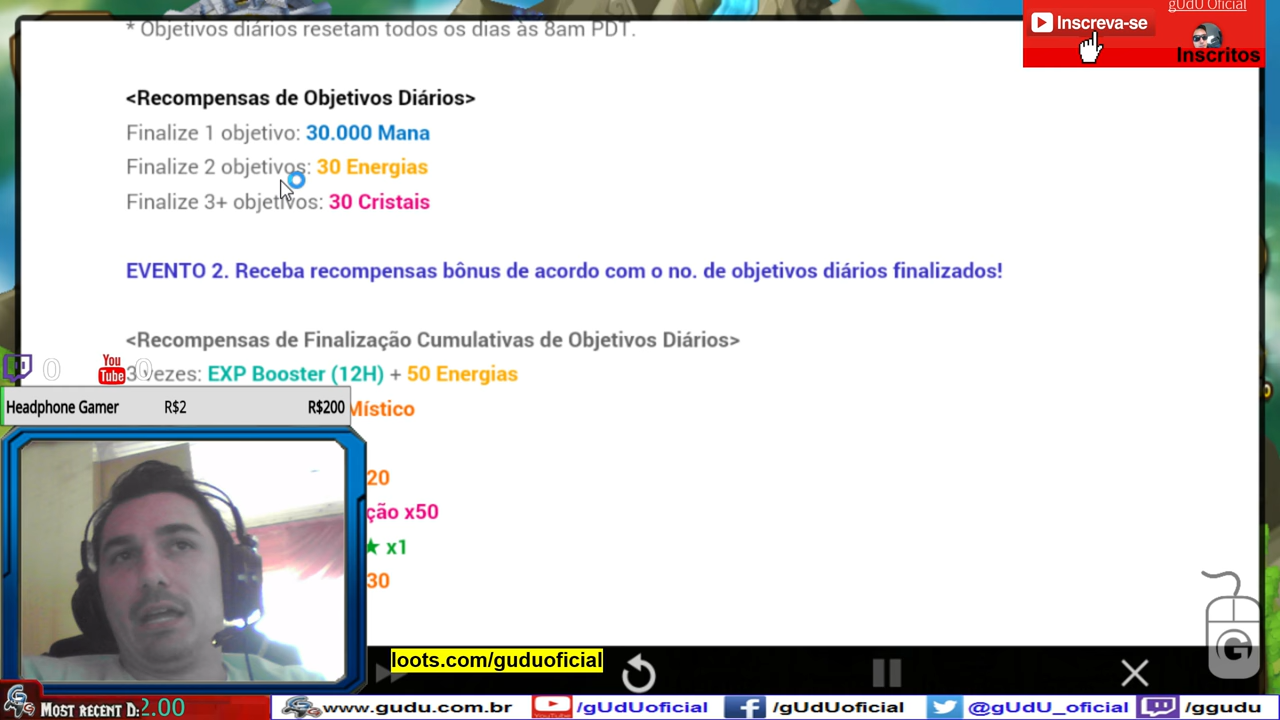 gUdU Oficial
Inscreva-se
Inscritos
* Objetivos diários resetam todos os dias às 8am PDT.
<Recompensas de Objetivos Diários>
Finalize 1 objetivo: 30.000 Mana
Finalize 2 objetivos: 30 Energias
Finalize 3+ objetivos: 30 Cristais
EVENTO 2. Receba recompensas bônus de acordo com o no. de objetivos diários finalizados!
<Recompensas de Finalização Cumulativas de Objetivos Diários>
0 You Tube 0
3 vezes: EXP Booster (12H) + 50 Energias
Headphone Gamer R$2 R$200
Místico
20
ção x50
★ x1
30
loots.com/guduoficial
G
Most recent D: 2.00
www.gudu.com.br YouTube /gUdUoficial /gUdUoficial @gUdU_oficial /ggudu